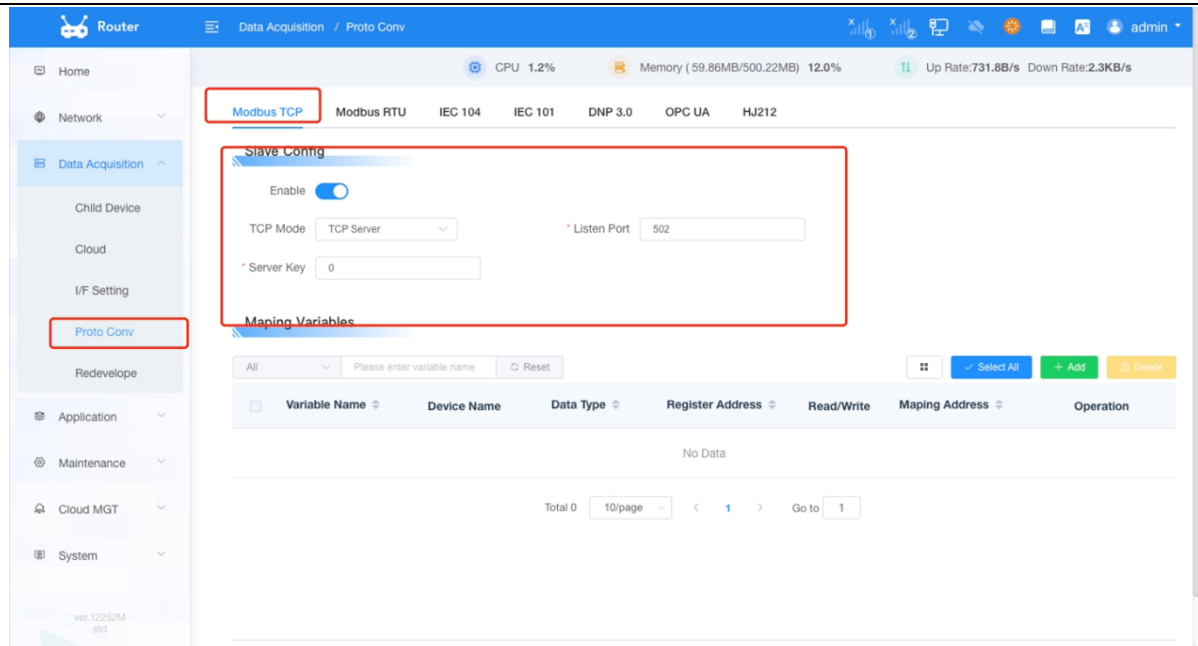 Router Data Acquisition / Proto Conv admin
CPU 1.2% Memory ( 59.86MB/500.22MB) 12.0% Up Rate:731.8B/s Down Rate:2.3KB/s
Home
Network
Data Acquisition
Child Device
Cloud
I/F Setting
Proto Conv
Redevelope
Application
Maintenance
Cloud MGT
System
ver.12252M
std
Modbus TCP Modbus RTU IEC 104 IEC 101 DNP 3.0 OPC UA HJ212
Slave Config
Enable
TCP Mode TCP Server * Listen Port 502
* Server Key 0
Maping Variables
All Please enter variable name Reset Select All + Add Delete
Variable Name Device Name Data Type Register Address Read/Write Maping Address Operation
No Data
Total 0 10/page < 1 > Go to 1